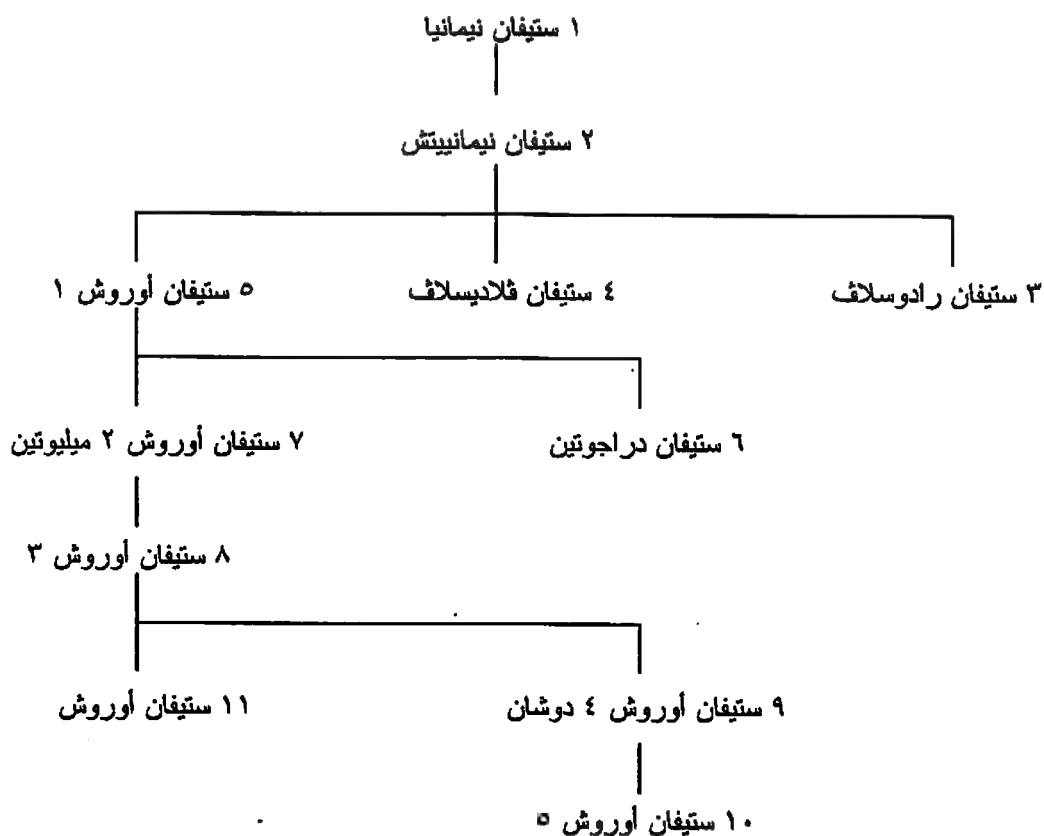 ١ ستيفان نيمانيا
٢ ستيفان نيمانييتش
٣ ستيفان رادوسلاڤ
٤ ستيفان ڤلاديسلاڤ
٥ ستيفان أوروش ١
٦ ستيفان دراجوتين
٧ ستيفان أوروش ٢ ميليوتين
٨ ستيفان أوروش ٣
٩ ستيفان أوروش ٤ دوشان
١١ ستيفان أوروش
١٠ ستيفان أوروش ٥